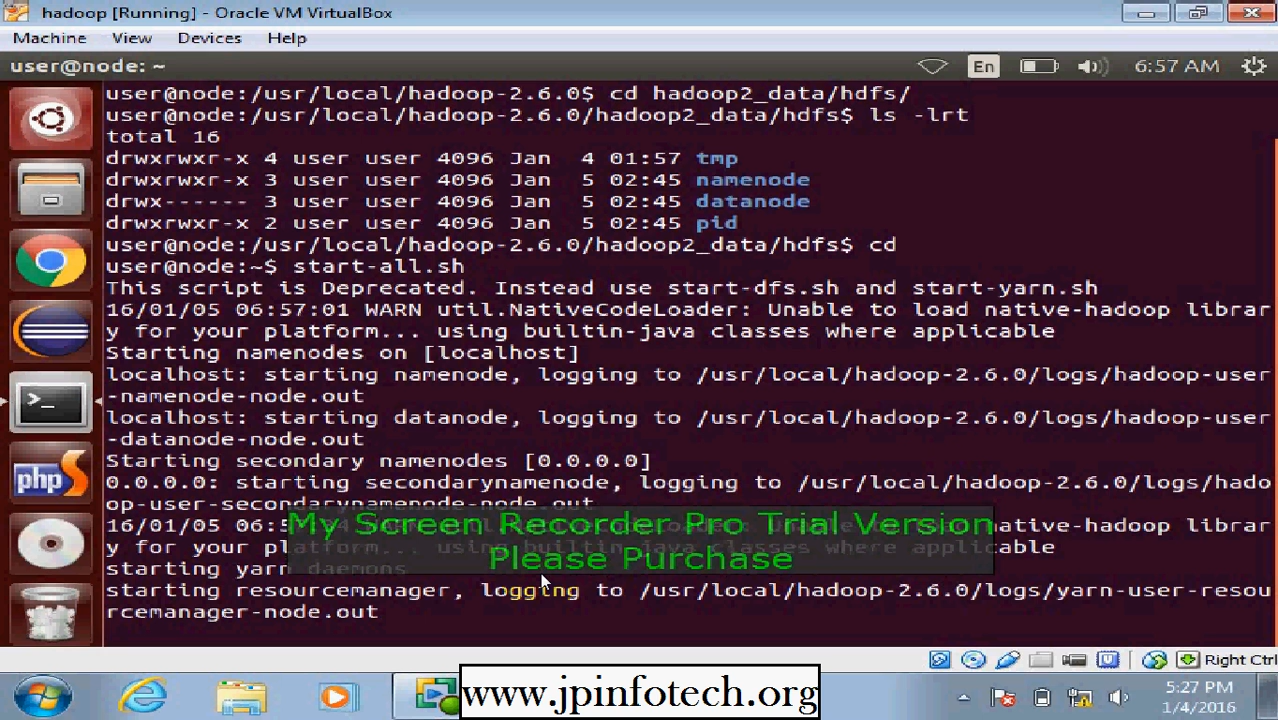 hadoop [Running] - Oracle VM VirtualBox
Machine View Devices Help
user@node: ~ En 6:57 AM
user@node:/usr/local/hadoop-2.6.0$ cd hadoop2_data/hdfs/
user@node:/usr/local/hadoop-2.6.0/hadoop2_data/hdfs$ ls -lrt
total 16
drwxrwxr-x 4 user user 4096 Jan  4 01:57 tmp
drwxrwxr-x 3 user user 4096 Jan  5 02:45 namenode
drwx------ 3 user user 4096 Jan  5 02:45 datanode
drwxrwxr-x 2 user user 4096 Jan  5 02:45 pid
user@node:/usr/local/hadoop-2.6.0/hadoop2_data/hdfs$ cd
user@node:~$ start-all.sh
This script is Deprecated. Instead use start-dfs.sh and start-yarn.sh
16/01/05 06:57:01 WARN util.NativeCodeLoader: Unable to load native-hadoop librar
y for your platform... using builtin-java classes where applicable
Starting namenodes on [localhost]
localhost: starting namenode, logging to /usr/local/hadoop-2.6.0/logs/hadoop-user
-namenode-node.out
localhost: starting datanode, logging to /usr/local/hadoop-2.6.0/logs/hadoop-user
-datanode-node.out
Starting secondary namenodes [0.0.0.0]
0.0.0.0: starting secondarynamenode, logging to /usr/local/hadoop-2.6.0/logs/hado
op-user-secondarynamenode-node.out
16/01/05 06:5 native-hadoop librar
My Screen Recorder Pro Trial Version
y for your platform... using builtin-java classes where applicable
Please Purchase
starting yarn daemons
starting resourcemanager, logging to /usr/local/hadoop-2.6.0/logs/yarn-user-resou
rcemanager-node.out
php
Right Ctrl
www.jpinfotech.org
5:27 PM
1/4/2016